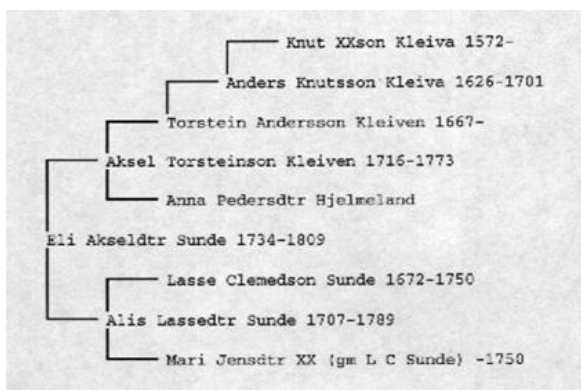 Knut XXson Kleiva 1572-
Anders Knutsson Kleiva 1626-1701
Torstein Andersson Kleiven 1667-
Aksel Torsteinson Kleiven 1716-1773
Anna Pedersdtr Hjelmeland
Eli Akseldtr Sunde 1734-1809
Lasse Clemedson Sunde 1672-1750
Alis Lassedtr Sunde 1707-1789
Mari Jensdtr XX (gm L C Sunde) -1750